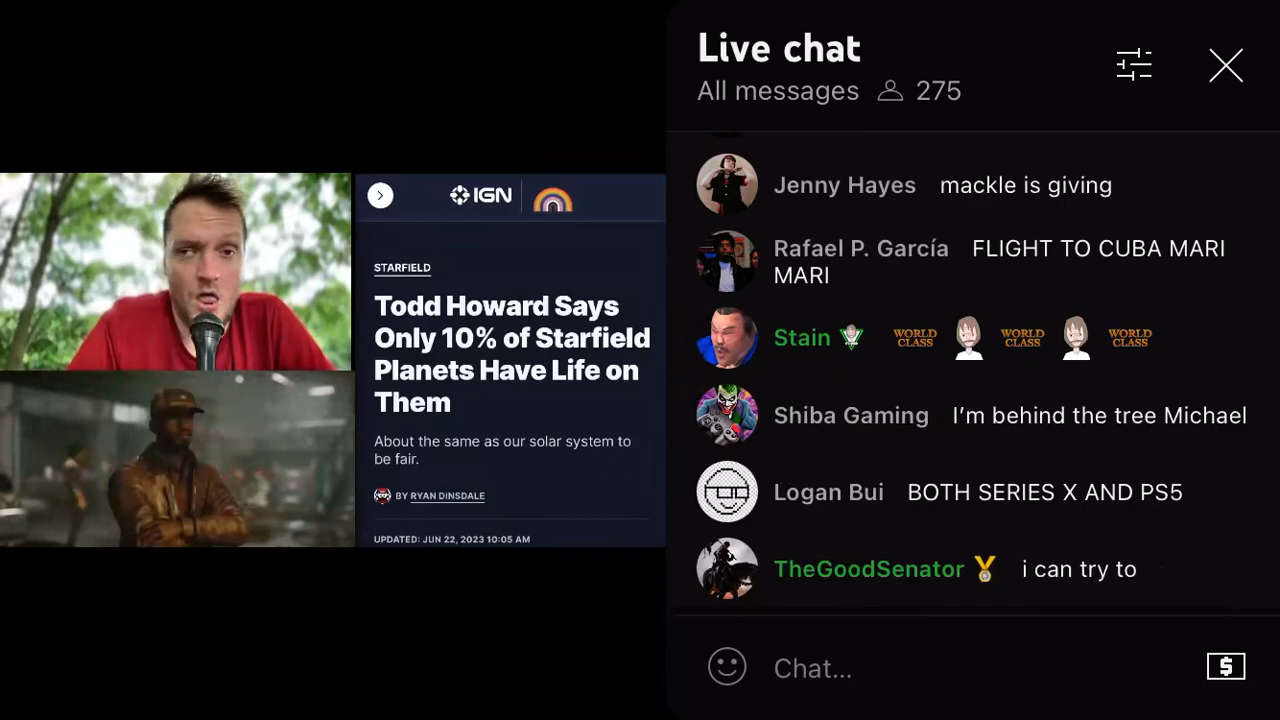 IGN
STARFIELD
Todd Howard Says
Only 10% of Starfield
Planets Have Life on
Them
About the same as our solar system to
be fair.
BY RYAN DINSDALE
UPDATED: JUN 22, 2023 10:05 AM
Live chat
All messages 275
Jenny Hayes mackle is giving
Rafael P. García FLIGHT TO CUBA MARI
MARI
Stain WORLD CLASS WORLD CLASS WORLD CLASS
Shiba Gaming I’m behind the tree Michael
Logan Bui BOTH SERIES X AND PS5
TheGoodSenator i can try to
Chat...
$